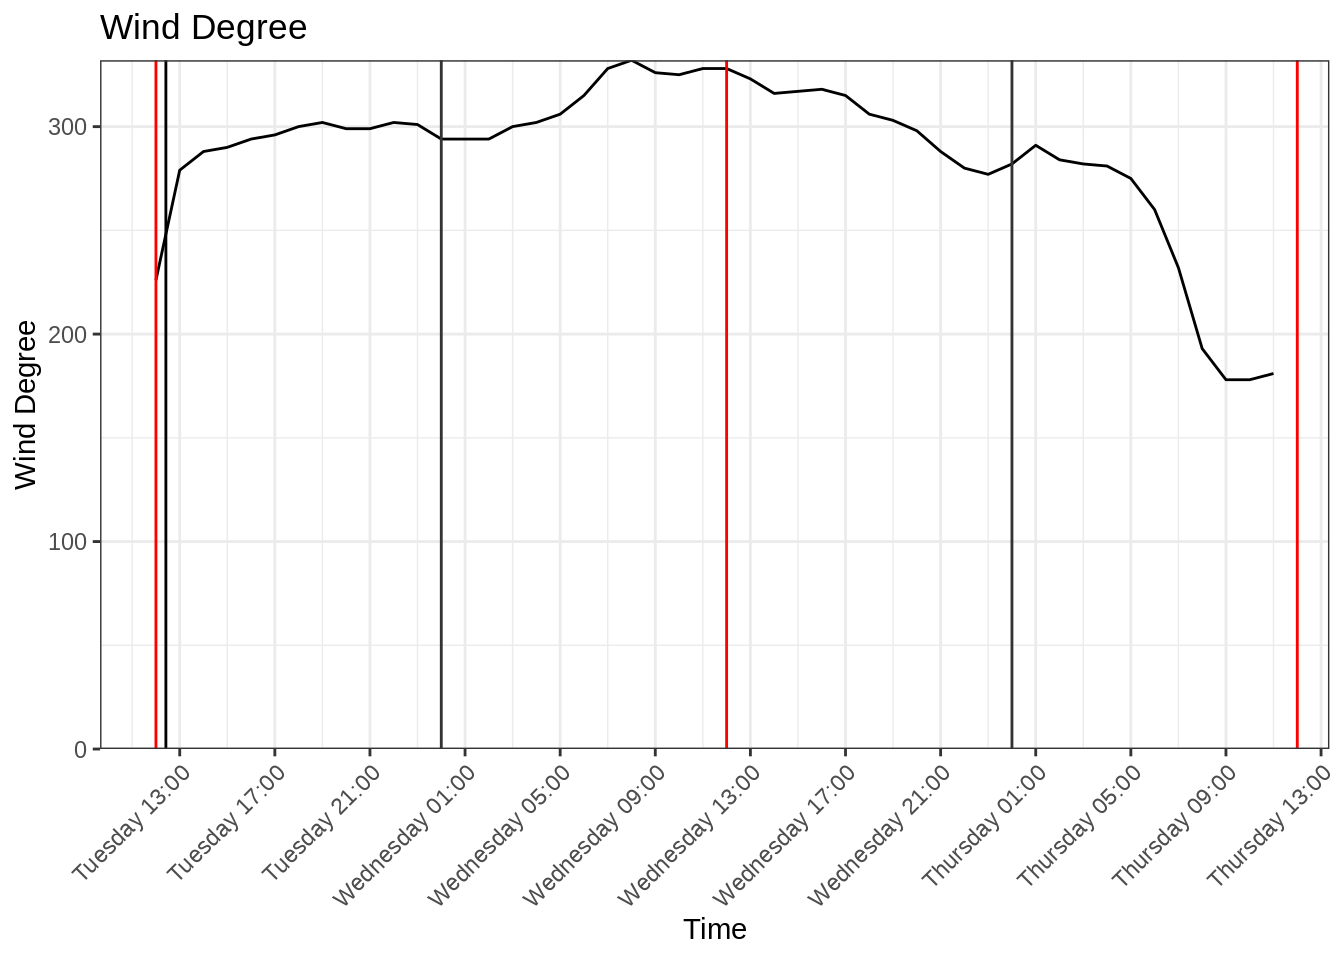 Wind Degree
Wind Degree
300
200
100
0
Tuesday 13:00
Tuesday 17:00
Tuesday 21:00
Wednesday 01:00
Wednesday 05:00
Wednesday 09:00
Wednesday 13:00
Wednesday 17:00
Wednesday 21:00
Thursday 01:00
Thursday 05:00
Thursday 09:00
Thursday 13:00
Time